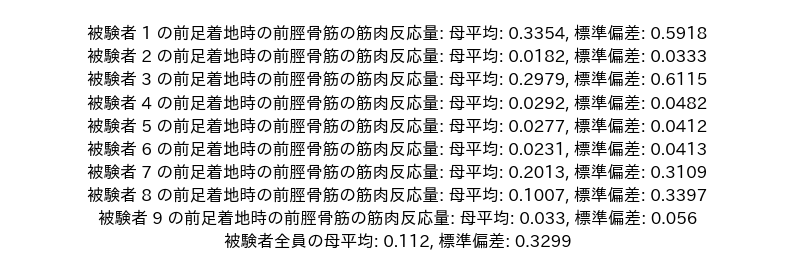 被験者 1 の前足着地時の前脛骨筋の筋肉反応量: 母平均: 0.3354, 標準偏差: 0.5918
被験者 2 の前足着地時の前脛骨筋の筋肉反応量: 母平均: 0.0182, 標準偏差: 0.0333
被験者 3 の前足着地時の前脛骨筋の筋肉反応量: 母平均: 0.2979, 標準偏差: 0.6115
被験者 4 の前足着地時の前脛骨筋の筋肉反応量: 母平均: 0.0292, 標準偏差: 0.0482
被験者 5 の前足着地時の前脛骨筋の筋肉反応量: 母平均: 0.0277, 標準偏差: 0.0412
被験者 6 の前足着地時の前脛骨筋の筋肉反応量: 母平均: 0.0231, 標準偏差: 0.0413
被験者 7 の前足着地時の前脛骨筋の筋肉反応量: 母平均: 0.2013, 標準偏差: 0.3109
被験者 8 の前足着地時の前脛骨筋の筋肉反応量: 母平均: 0.1007, 標準偏差: 0.3397
被験者 9 の前足着地時の前脛骨筋の筋肉反応量: 母平均: 0.033, 標準偏差: 0.056
被験者全員の母平均: 0.112, 標準偏差: 0.3299